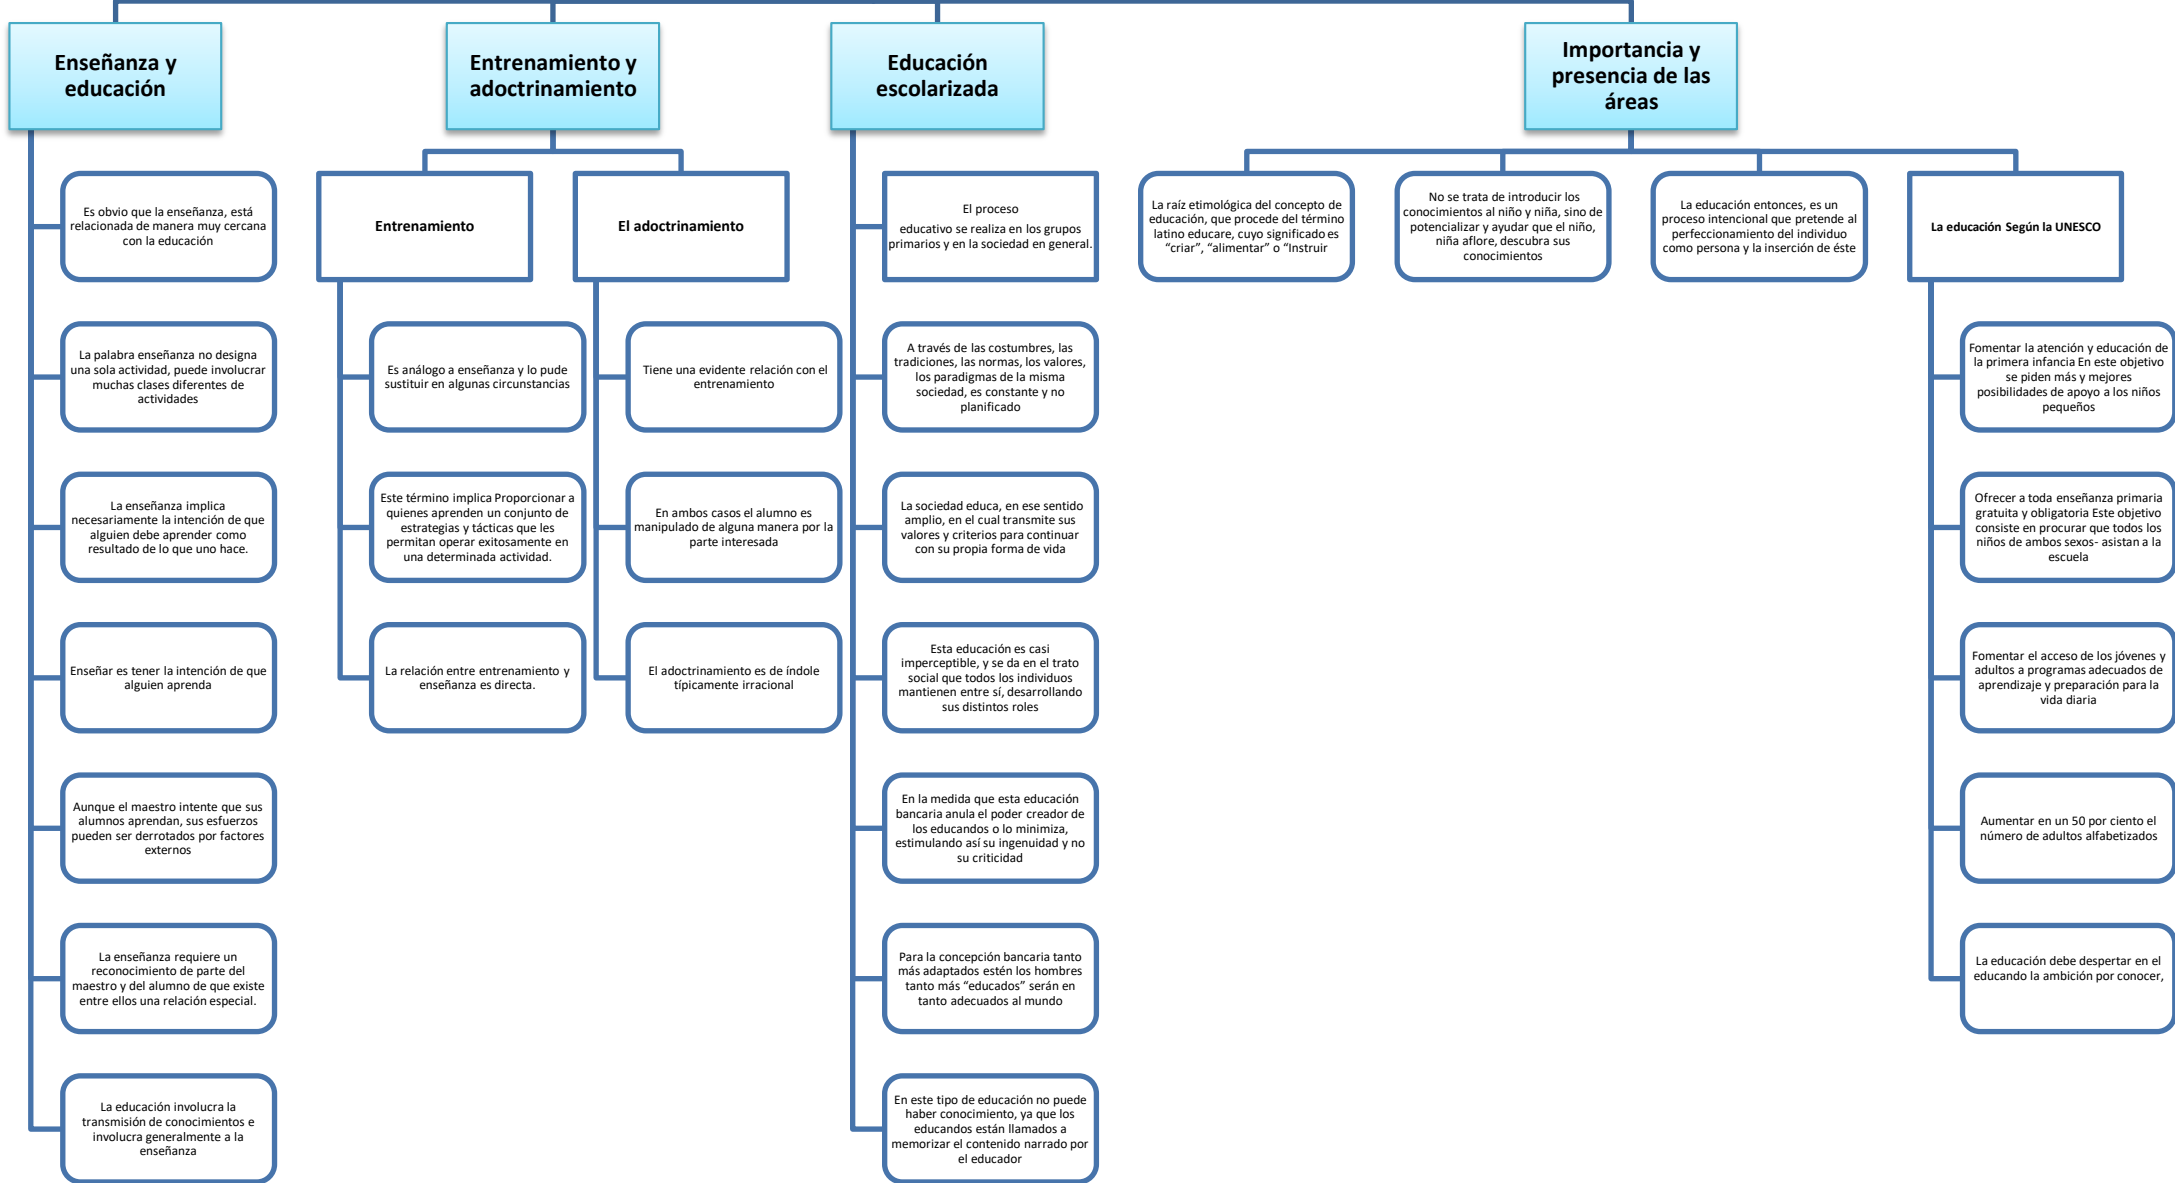 Enseñanza y
educación
Es obvio que la enseñanza, está
relacionada de manera muy cercana
con la educación
La palabra enseñanza no designa
una sola actividad, puede involucrar
muchas clases diferentes de
actividades
La enseñanza implica
necesariamente la intención de que
alguien debe aprender como
resultado de lo que uno hace.
Enseñar es tener la intención de que
alguien aprenda
Aunque el maestro intente que sus
alumnos aprendan, sus esfuerzos
pueden ser derrotados por factores
externos
La enseñanza requiere un
reconocimiento de parte del
maestro y del alumno de que existe
entre ellos una relación especial.
La educación involucra la
transmisión de conocimientos e
involucra generalmente a la
enseñanza
Entrenamiento y
adoctrinamiento
Entrenamiento
Es análogo a enseñanza y lo pude
sustituir en algunas circunstancias
Este término implica Proporcionar a
quienes aprenden un conjunto de
estrategias y tácticas que les
permitan operar exitosamente en
una determinada actividad.
La relación entre entrenamiento y
enseñanza es directa.
El adoctrinamiento
Tiene una evidente relación con el
entrenamiento
En ambos casos el alumno es
manipulado de alguna manera por la
parte interesada
El adoctrinamiento es de índole
típicamente irracional
Educación
escolarizada
El proceso
educativo se realiza en los grupos
primarios y en la sociedad en general.
A través de las costumbres, las
tradiciones, las normas, los valores,
los paradigmas de la misma
sociedad, es constante y no
planificado
La sociedad educa, en ese sentido
amplio, en el cual transmite sus
valores y criterios para continuar
con su propia forma de vida
Esta educación es casi
imperceptible, y se da en el trato
social que todos los individuos
mantienen entre sí, desarrollando
sus distintos roles
En la medida que esta educación
bancaria anula el poder creador de
los educandos o lo minimiza,
estimulando así su ingenuidad y no
su criticidad
Para la concepción bancaria tanto
más adaptados estén los hombres
tanto más “educados” serán en
tanto adecuados al mundo
En este tipo de educación no puede
haber conocimiento, ya que los
educandos están llamados a
memorizar el contenido narrado por
el educador
Importancia y
presencia de las
áreas
La raíz etimológica del concepto de
educación, que procede del término
latino educare, cuyo significado es
“criar”, “alimentar” o “Instruir
No se trata de introducir los
conocimientos al niño y niña, sino de
potencializar y ayudar que el niño,
niña aflore, descubra sus
conocimientos
La educación entonces, es un
proceso intencional que pretende al
perfeccionamiento del individuo
como persona y la inserción de éste
La educación Según la UNESCO
Fomentar la atención y educación de
la primera infancia En este objetivo
se piden más y mejores
posibilidades de apoyo a los niños
pequeños
Ofrecer a toda enseñanza primaria
gratuita y obligatoria Este objetivo
consiste en procurar que todos los
niños de ambos sexos- asistan a la
escuela
Fomentar el acceso de los jóvenes y
adultos a programas adecuados de
aprendizaje y preparación para la
vida diaria
Aumentar en un 50 por ciento el
número de adultos alfabetizados
La educación debe despertar en el
educando la ambición por conocer,